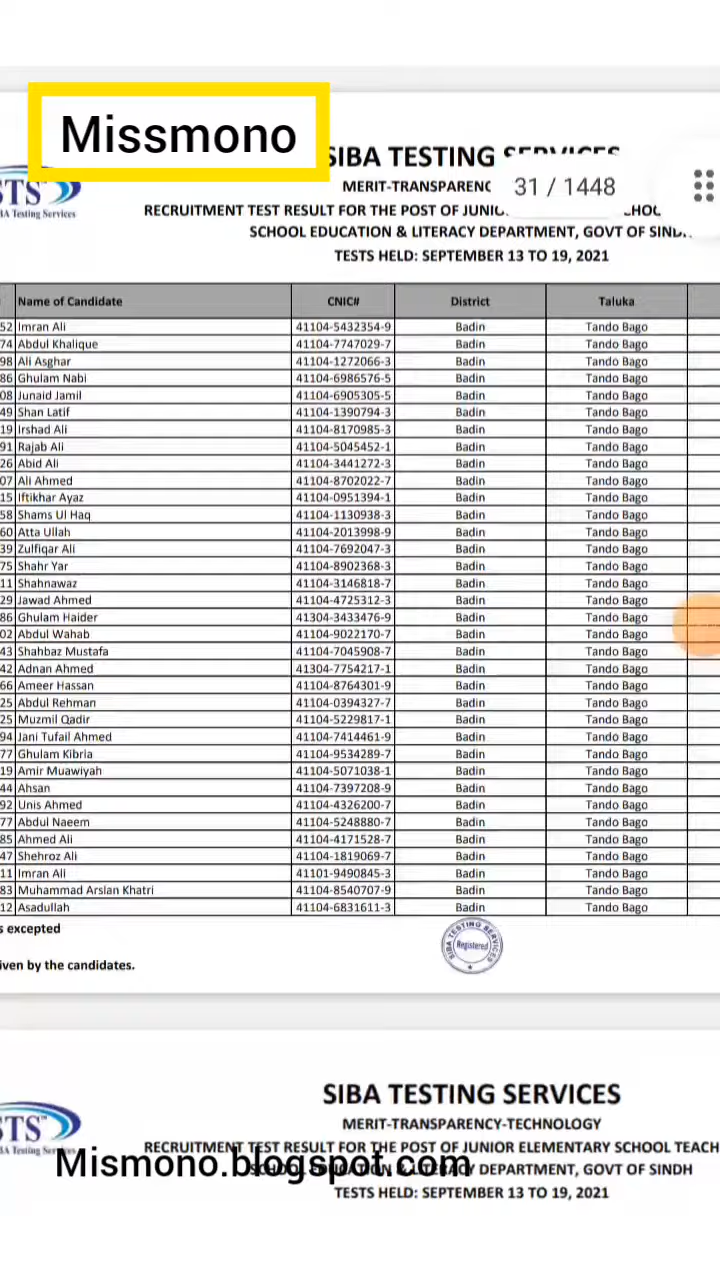 Missmono
SIBA TESTING SERVICES
STS
IBA Testing Services
MERIT-TRANSPARENC
31 / 1448
RECRUITMENT TEST RESULT FOR THE POST OF JUNIO
SCHOOL EDUCATION & LITERACY DEPARTMENT, GOVT OF SIND
TESTS HELD: SEPTEMBER 13 TO 19, 2021
Name of Candidate CNIC# District Taluka
52 Imran Ali 41104-5432354-9 Badin Tando Bago
74 Abdul Khalique 41104-7747029-7 Badin Tando Bago
98 Ali Asghar 41104-1272066-3 Badin Tando Bago
86 Ghulam Nabi 41104-6986576-5 Badin Tando Bago
08 Junaid Jamil 41104-6905305-5 Badin Tando Bago
49 Shan Latif 41104-1390794-3 Badin Tando Bago
19 Irshad Ali 41104-8170985-3 Badin Tando Bago
91 Rajab Ali 41104-5045452-1 Badin Tando Bago
26 Abid Ali 41104-3441272-3 Badin Tando Bago
07 Ali Ahmed 41104-8702022-7 Badin Tando Bago
15 Iftikhar Ayaz 41104-0951394-1 Badin Tando Bago
58 Shams Ul Haq 41104-1130938-3 Badin Tando Bago
60 Atta Ullah 41104-2013998-9 Badin Tando Bago
39 Zulfiqar Ali 41104-7692047-3 Badin Tando Bago
75 Shahr Yar 41104-8902368-3 Badin Tando Bago
11 Shahnawaz 41104-3146818-7 Badin Tando Bago
29 Jawad Ahmed 41104-4725312-3 Badin Tando Bago
86 Ghulam Haider 41304-3433476-9 Badin Tando Bago
02 Abdul Wahab 41104-9022170-7 Badin Tando Bago
43 Shahbaz Mustafa 41104-7045908-7 Badin Tando Bago
42 Adnan Ahmed 41304-7754217-1 Badin Tando Bago
66 Ameer Hassan 41104-8764301-9 Badin Tando Bago
25 Abdul Rehman 41104-0394327-7 Badin Tando Bago
25 Muzmil Qadir 41104-5229817-1 Badin Tando Bago
94 Jani Tufail Ahmed 41104-7414461-9 Badin Tando Bago
77 Ghulam Kibria 41104-9534289-7 Badin Tando Bago
19 Amir Muawiyah 41104-5071038-1 Badin Tando Bago
44 Ahsan 41104-7397208-9 Badin Tando Bago
92 Unis Ahmed 41104-4326200-7 Badin Tando Bago
77 Abdul Naeem 41104-5248880-7 Badin Tando Bago
85 Ahmed Ali 41104-4171528-7 Badin Tando Bago
47 Shehroz Ali 41104-1819069-7 Badin Tando Bago
11 Imran Ali 41101-9490845-3 Badin Tando Bago
83 Muhammad Arslan Khatri 41104-8540707-9 Badin Tando Bago
12 Asadullah 41104-6831611-3 Badin Tando Bago
s excepted
SIBA TESTING SERVICES
Registered
iven by the candidates.
SIBA TESTING SERVICES
STS
IBA Testing Services
MERIT-TRANSPARENCY-TECHNOLOGY
RECRUITMENT TEST RESULT FOR THE POST OF JUNIOR ELEMENTARY SCHOOL TEACH
Mismono.blogspot.com
SCHOOL EDUCATION & LITERACY DEPARTMENT, GOVT OF SINDH
TESTS HELD: SEPTEMBER 13 TO 19, 2021